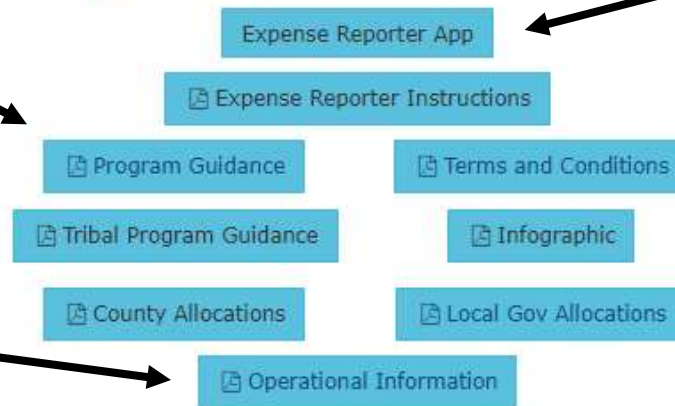 Expense Reporter App
Expense Reporter Instructions
Program Guidance
Terms and Conditions
Tribal Program Guidance
Infographic
County Allocations
Local Gov Allocations
Operational Information